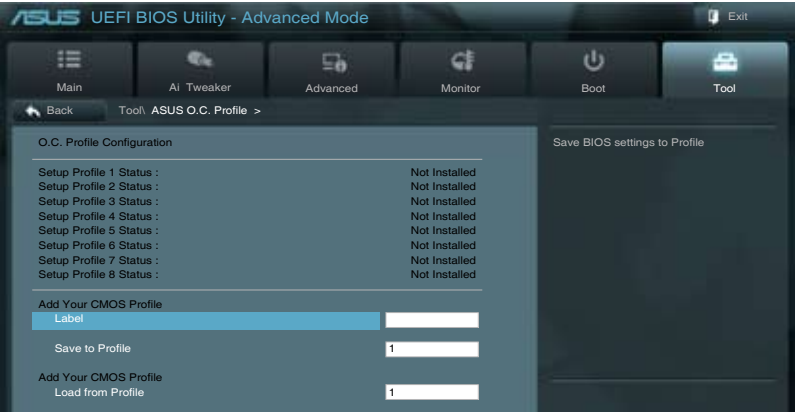 ASUS UEFI BIOS Utility - Advanced Mode
Exit
Main
Ai Tweaker
Advanced
Monitor
Boot
Tool
Back
Tool\ ASUS O.C. Profile >
O.C. Profile Configuration
Save BIOS settings to Profile
Setup Profile 1 Status : Not Installed
Setup Profile 2 Status : Not Installed
Setup Profile 3 Status : Not Installed
Setup Profile 4 Status : Not Installed
Setup Profile 5 Status : Not Installed
Setup Profile 6 Status : Not Installed
Setup Profile 7 Status : Not Installed
Setup Profile 8 Status : Not Installed
Add Your CMOS Profile
Label
Save to Profile 1
Add Your CMOS Profile
Load from Profile 1